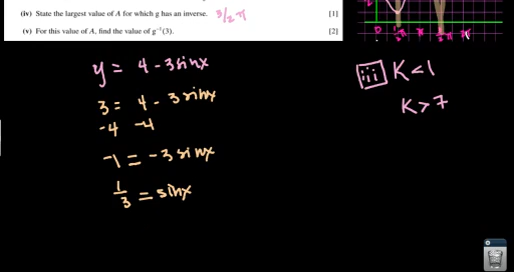 (iv) State the largest value of A for which g has an inverse. 3/2 π [1]
(v) For this value of A, find the value of g⁻¹(3). [2]
y = 4 - 3sinx
3 = 4 - 3sinx
-4 -4
-1 = -3sinx
1/3 = sinx
iii K<1
K>7